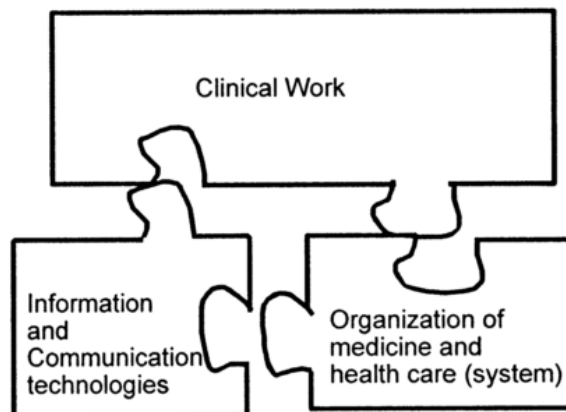 Clinical Work
Information
and
Communication
technologies
Organization of
medicine and
health care (system)